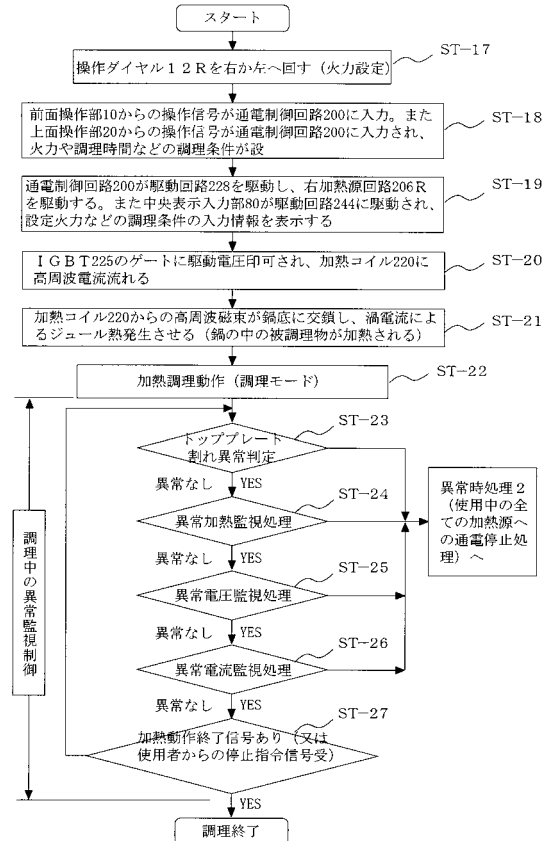 スタート
ST-17
操作ダイヤル12Rを右か左へ回す(火力設定)
ST-18
前面操作部10からの操作信号が通電制御回路200に入力。また
上面操作部20からの操作信号が通電制御回路200に入力され、
火力や調理時間などの調理条件が設
ST-19
通電制御回路200が駆動回路228を駆動し、右加熱源回路206R
を駆動する。また中央表示入力部80が駆動回路244に駆動され、
設定火力などの調理条件の入力情報を表示する
ST-20
IGBT225のゲートに駆動電圧印可され、加熱コイル220に
高周波電流流れる
ST-21
加熱コイル220からの高周波磁束が鍋底に交鎖し、渦電流によ
るジュール熱発生させる(鍋の中の被調理物が加熱される)
ST-22
加熱調理動作(調理モード)
ST-23
トッププレート
割れ異常判定
異常なし YES
ST-24
異常加熱監視処理
異常時処理2
(使用中の全
ての加熱源へ
の通電停止処
理)へ
異常なし YES
ST-25
異常電圧監視処理
異常なし YES
ST-26
異常電流監視処理
異常なし YES
ST-27
加熱動作終了信号あり(又は
使用者からの停止指令信号受)
YES
調理終了
調理中の異常監視制御